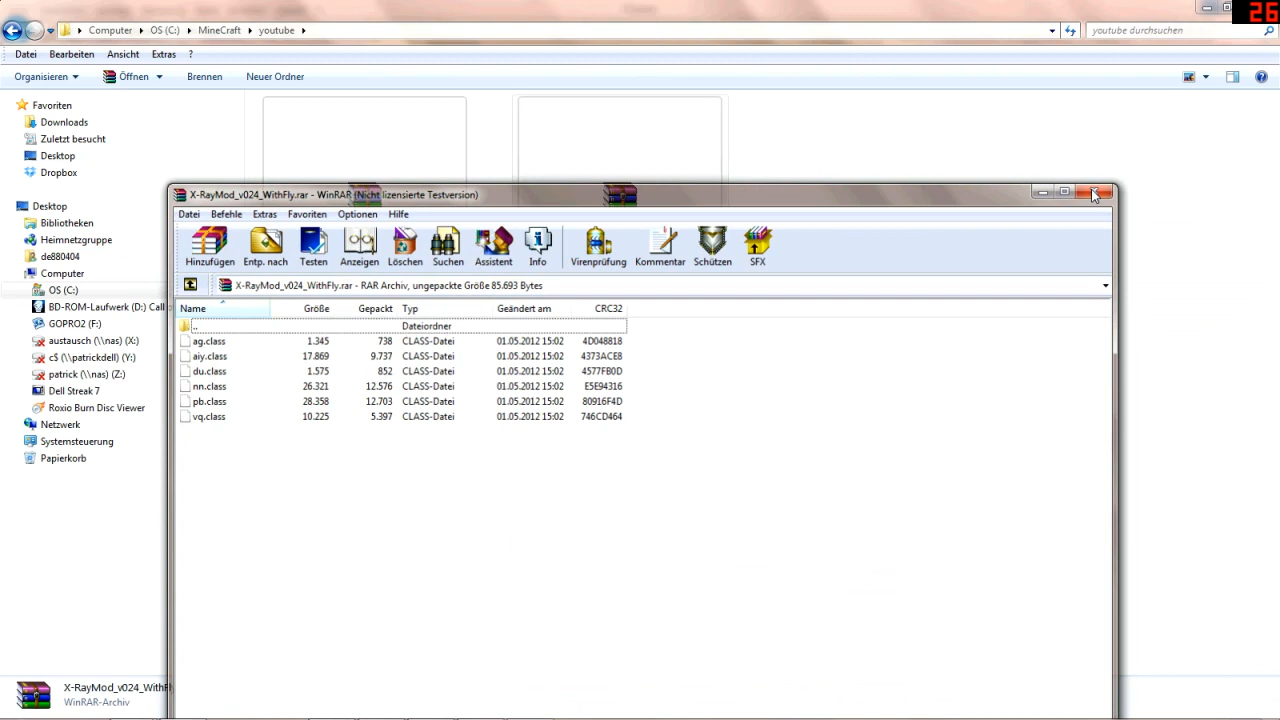 26
Computer OS (C:) MineCraft youtube
youtube durchsuchen
Datei Bearbeiten Ansicht Extras ?
Organisieren Öffnen Brennen Neuer Ordner
Favoriten
Downloads
Zuletzt besucht
Desktop
Dropbox
Desktop
Bibliotheken
Heimnetzgruppe
de880404
Computer
OS (C:)
BD-ROM-Laufwerk (D:) Call
GOPRO2 (F:)
austausch (\\nas) (X:)
c$ (\\patrickdell) (Y:)
patrick (\\nas) (Z:)
Dell Streak 7
Roxio Burn Disc Viewer
Netzwerk
Systemsteuerung
Papierkorb
X-RayMod_v024_WithFly.rar - WinRAR (Nicht lizensierte Testversion)
Datei Befehle Extras Favoriten Optionen Hilfe
Hinzufügen Entp. nach Testen Anzeigen Löschen Suchen Assistent Info Virenprüfung Kommentar Schützen SFX
X-RayMod_v024_WithFly.rar - RAR Archiv, ungepackte Größe 85.693 Bytes
Name Größe Gepackt Typ Geändert am CRC32
.. Dateiordner
ag.class 1.345 738 CLASS-Datei 01.05.2012 15:02 4D048818
aiy.class 17.869 9.737 CLASS-Datei 01.05.2012 15:02 4373ACE8
du.class 1.575 852 CLASS-Datei 01.05.2012 15:02 4577FB0D
nn.class 26.321 12.576 CLASS-Datei 01.05.2012 15:02 E5E94316
pb.class 28.358 12.703 CLASS-Datei 01.05.2012 15:02 80916F4D
vq.class 10.225 5.397 CLASS-Datei 01.05.2012 15:02 746CD464
X-RayMod_v024_WithFl
WinRAR-Archiv